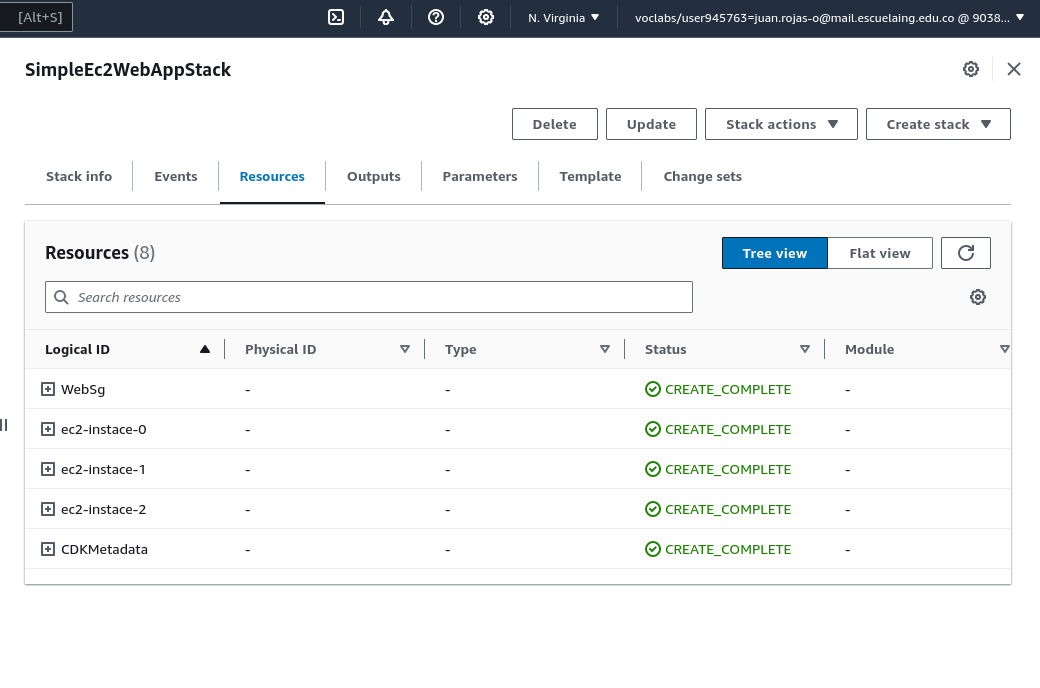 [Alt+S] N. Virginia voclabs/user945763=juan.rojas-o@mail.escuelaing.edu.co @ 9038...
SimpleEc2WebAppStack
Delete Update Stack actions Create stack
Stack info Events Resources Outputs Parameters Template Change sets
Resources (8) Tree view Flat view
Search resources
Logical ID Physical ID Type Status Module
WebSg - - CREATE_COMPLETE -
ec2-instace-0 - - CREATE_COMPLETE -
ec2-instace-1 - - CREATE_COMPLETE -
ec2-instace-2 - - CREATE_COMPLETE -
CDKMetadata - - CREATE_COMPLETE -